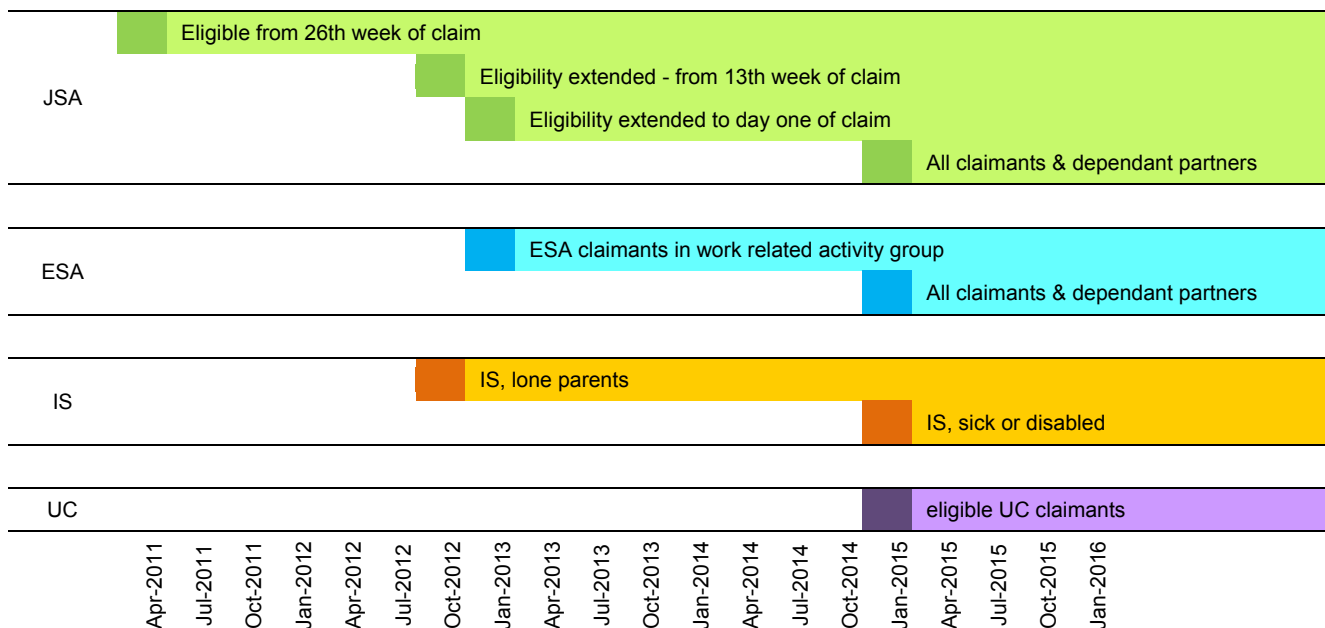 Eligible from 26th week of claim
JSA
Eligibility extended - from 13th week of claim
Eligibility extended to day one of claim
All claimants & dependant partners
ESA
ESA claimants in work related activity group
All claimants & dependant partners
IS
IS, lone parents
IS, sick or disabled
UC
eligible UC claimants
Apr-2011
Jul-2011
Oct-2011
Jan-2012
Apr-2012
Jul-2012
Oct-2012
Jan-2013
Apr-2013
Jul-2013
Oct-2013
Jan-2014
Apr-2014
Jul-2014
Oct-2014
Jan-2015
Apr-2015
Jul-2015
Oct-2015
Jan-2016